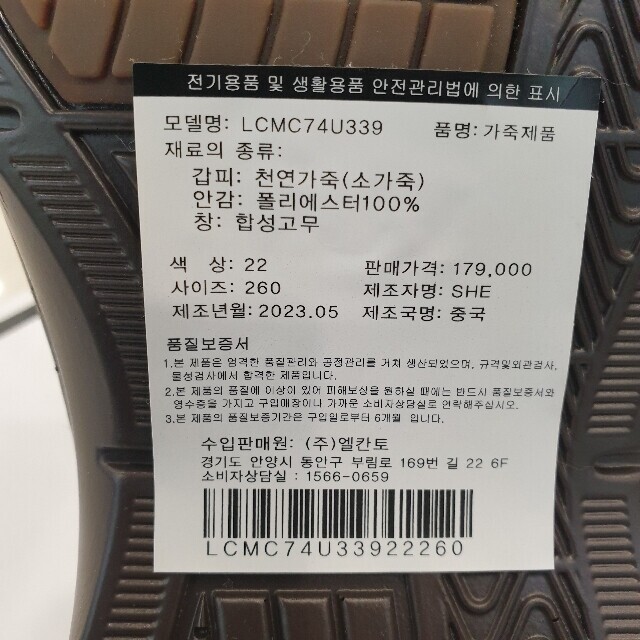 전기용품 및 생활용품 안전관리법에 의한 표시
모델명: LCMC74U339 품명: 가죽제품
재료의 종류:
갑피: 천연가죽(소가죽)
안감: 폴리에스터100%
창: 합성고무
색 상: 22 판매가격: 179,000
사이즈: 260 제조자명: SHE
제조년월: 2023.05 제조국명: 중국
품질보증서
1.본 제품은 엄격한 품질관리와 공정관리를 거쳐 생산되었으며, 규격및외관검사,
물성검사에서 합격한 제품입니다.
2.본 제품의 품질에 이상이 있어 피해보상을 원하실 때에는 반드시 품질보증서와
영수증을 가지고 구입매장이나 가까운 소비자상담실로 연락해주십시오.
3.본 제품의 품질보증기간은 구입일로부터 6개월 입니다.
수입판매원: (주)엘칸토
경기도 안양시 동안구 부림로 169번 길 22 6F
소비자상담실 : 1566-0659
LCMC74U33922260